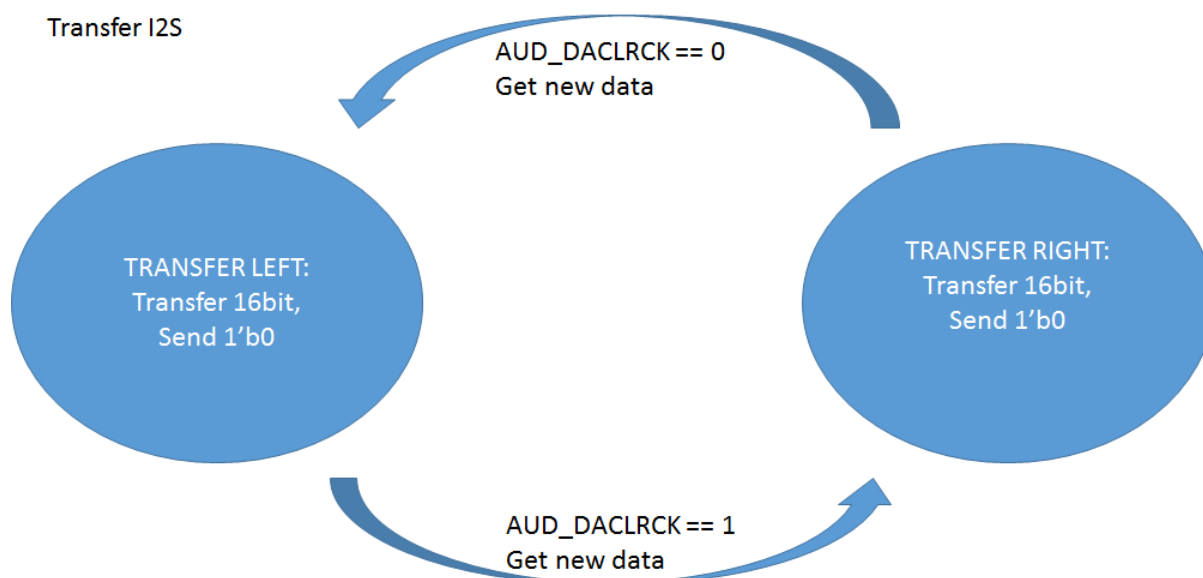 Transfer I2S
AUD_DACLRCK == 0
Get new data
TRANSFER LEFT:
Transfer 16bit,
Send 1’b0
TRANSFER RIGHT:
Transfer 16bit,
Send 1’b0
AUD_DACLRCK == 1
Get new data